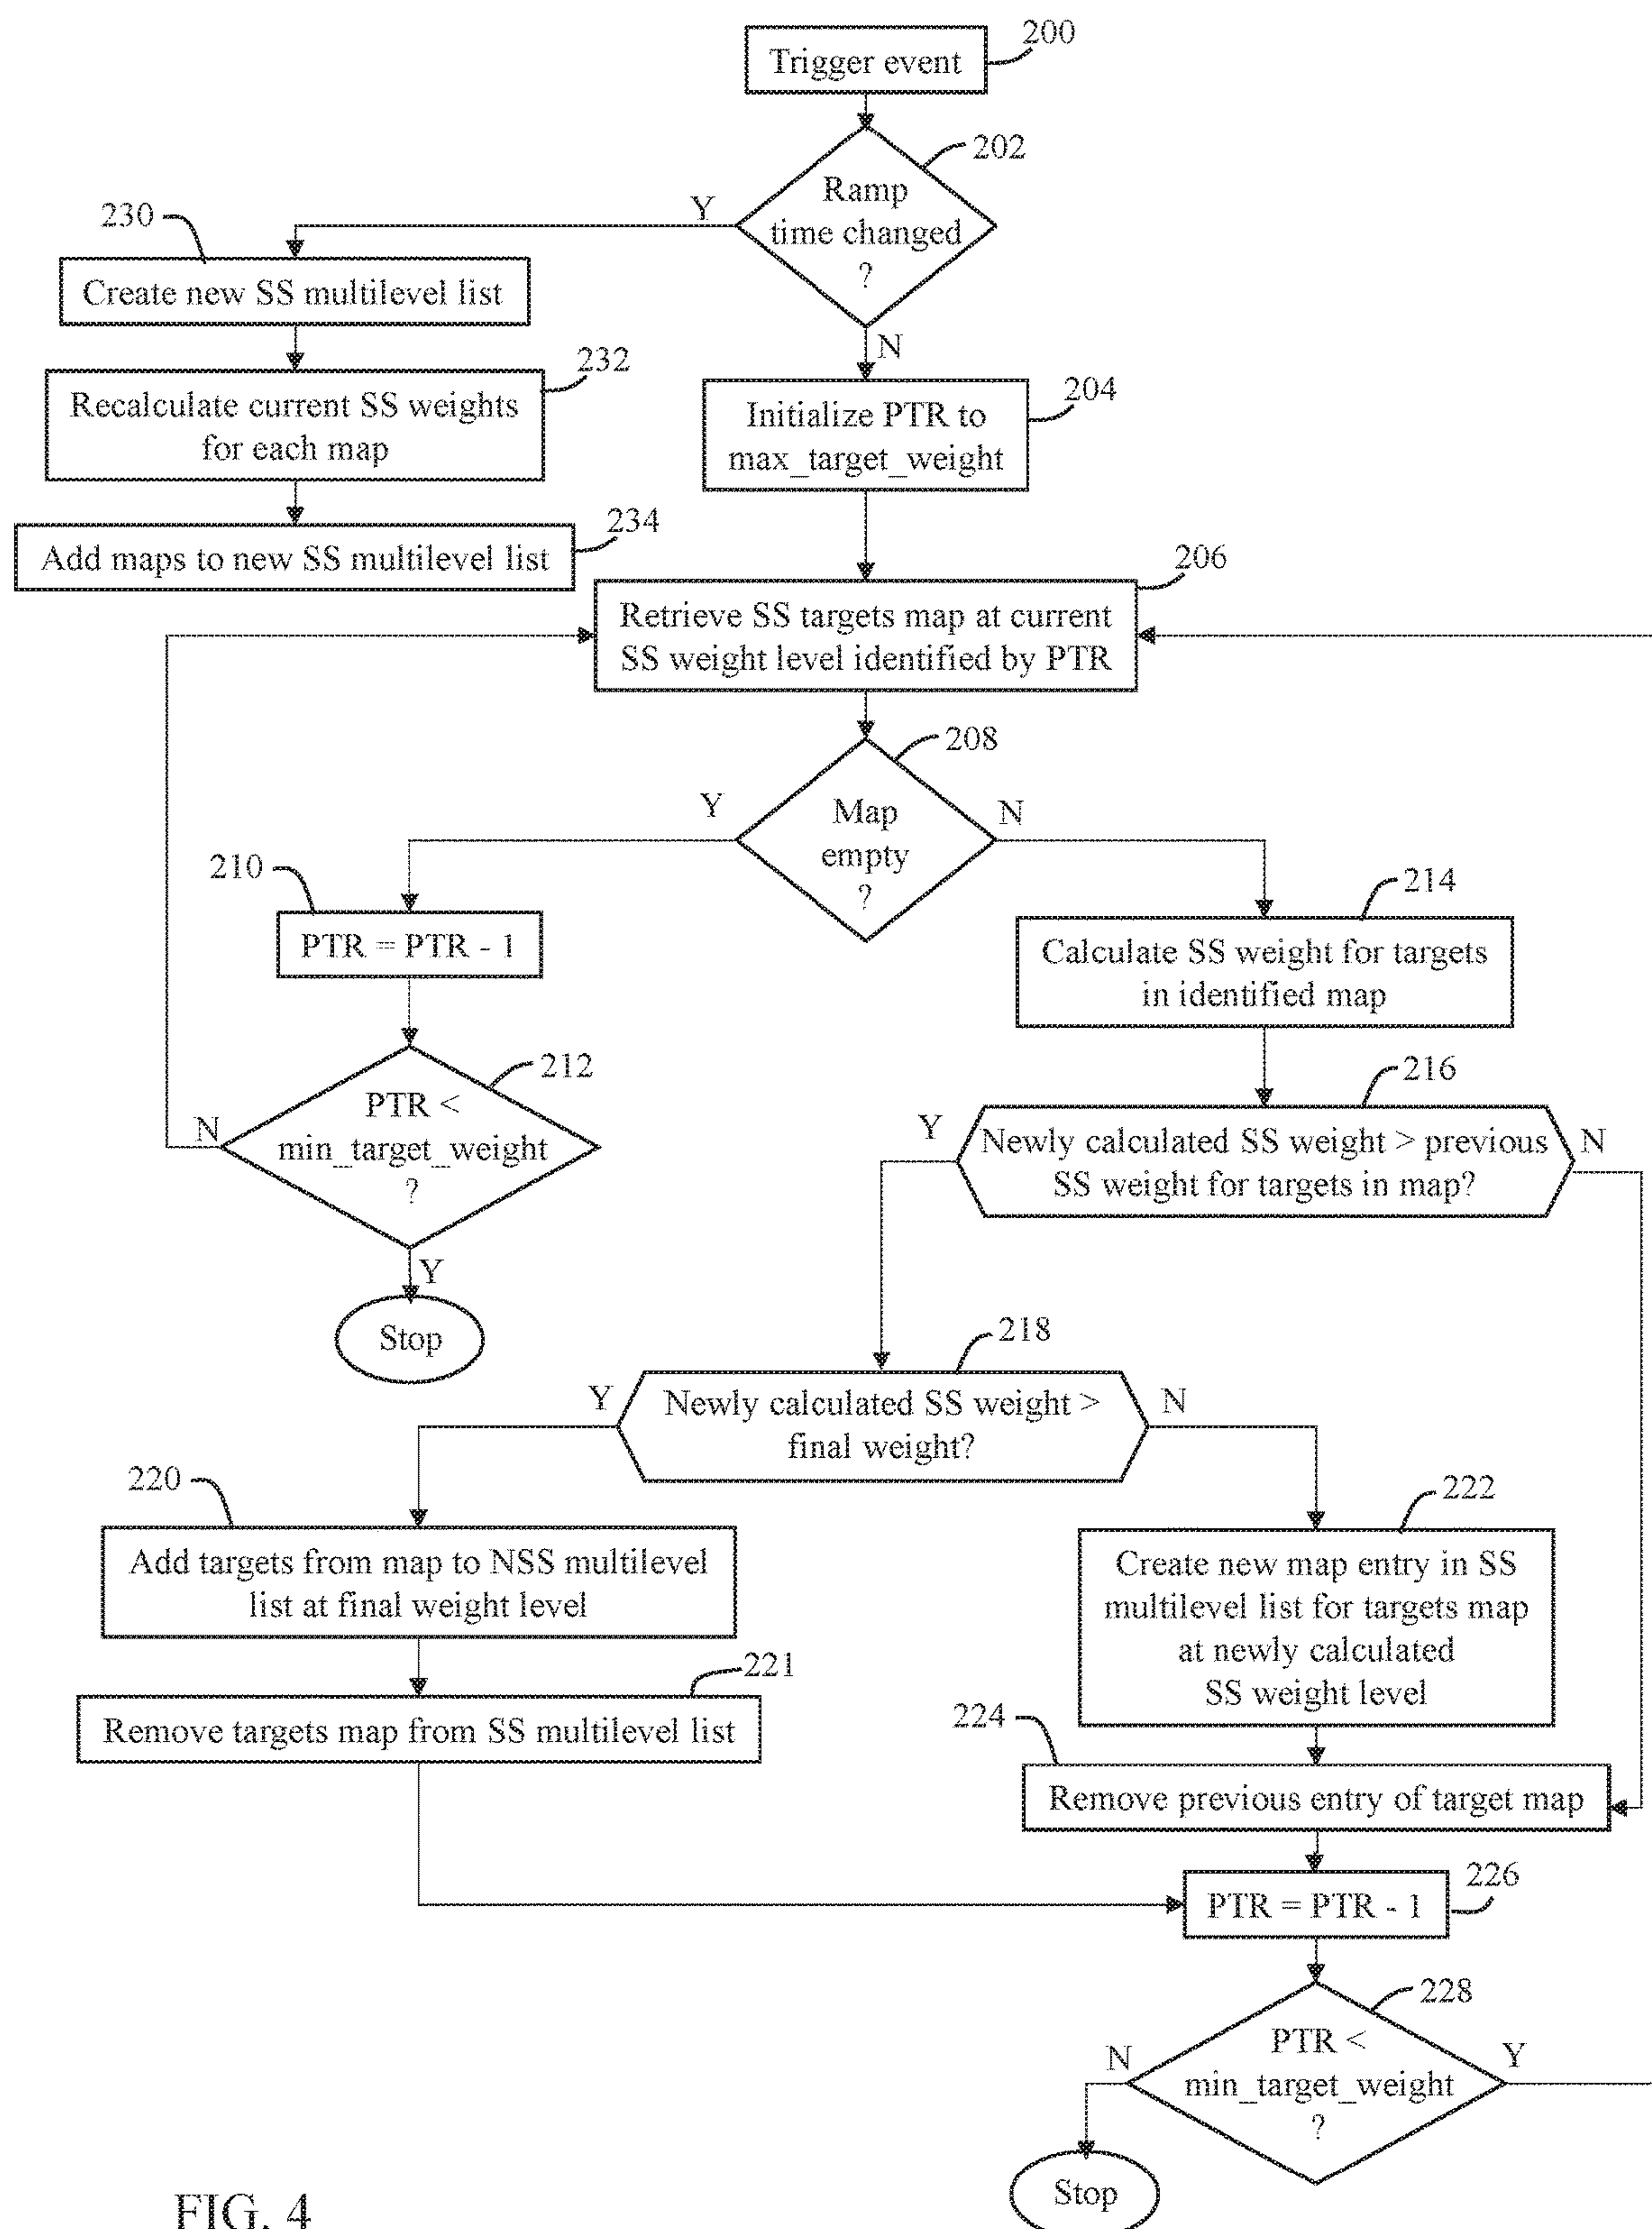 Trigger event
200
202
Ramp
time changed
?
Y
N
230
Create new SS multilevel list
232
Recalculate current SS weights
for each map
234
Add maps to new SS multilevel list
204
Initialize PTR to
max_target_weight
206
Retrieve SS targets map at current
SS weight level identified by PTR
208
Map
empty
?
Y
N
210
PTR = PTR - 1
212
PTR <
min_target_weight
?
N
Y
Stop
214
Calculate SS weight for targets
in identified map
216
Newly calculated SS weight > previous
SS weight for targets in map?
Y
N
218
Newly calculated SS weight >
final weight?
Y
N
220
Add targets from map to NSS multilevel
list at final weight level
221
Remove targets map from SS multilevel list
222
Create new map entry in SS
multilevel list for targets map
at newly calculated
SS weight level
224
Remove previous entry of target map
226
PTR = PTR - 1
228
PTR <
min_target_weight
?
N
Y
Stop
FIG. 4